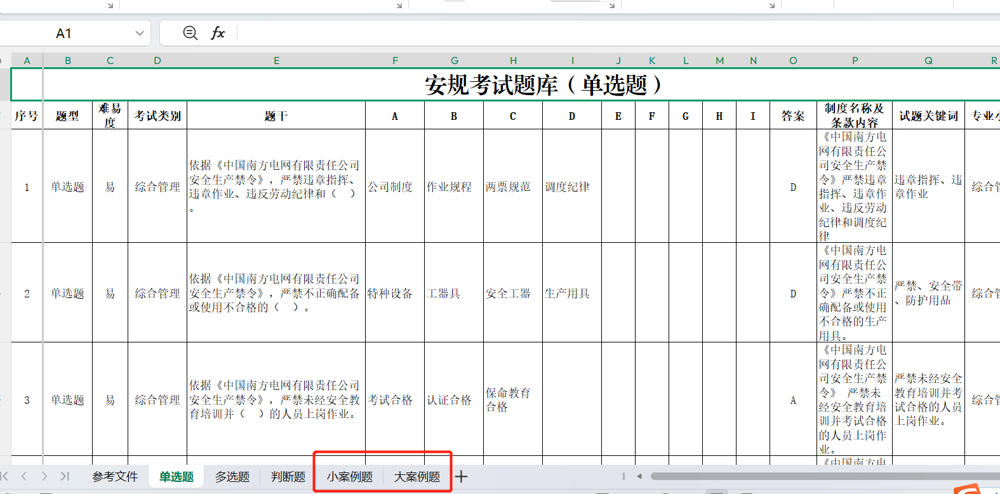 A1
fx
A B C D E F G H I J K L M N O P Q R
安规考试题库（单选题）
序号 题型 难易 考试类别 题干 A B C D E F G H I 答案 制度名称及 试题关键词 专业小
度 条款内容
1 单选题 易 综合管理
依据《中国南方电网有限责任公司
安全生产禁令》，严禁违章指挥、
违章作业、违反劳动纪律和（ ）
。
公司制度 作业规程 两票规范 调度纪律
D
《中国南方电
网有限责任公
司安全生产禁
令》严禁违章
指挥、违章作
业、违反劳动
纪律和调度纪
律
违章指挥、违
章作业
综合管
2 单选题 易 综合管理
依据《中国南方电网有限责任公司
安全生产禁令》，严禁不正确配备
或使用不合格的（ ）。
特种设备 工器具 安全工器 生产用具
D
《中国南方电
网有限责任公
司安全生产禁
令》严禁不正
确配备或使用
不合格的生产
用具。
严禁、安全带
、防护用品
综合管
3 单选题 易 综合管理
依据《中国南方电网有限责任公司
安全生产禁令》，严禁未经安全教
育培训并（ ）的人员上岗作业。
考试合格 认证合格
保命教育
合格
A
《中国南方电
网有限责任公
司安全生产禁
令》 严禁未
经安全教育培
训并考试合格
的人员上岗作
业。
严禁未经安全
教育培训并考
试合格的人员
上岗作业。
综合管
《中国南方电
参考文件 单选题 多选题 判断题 小案例题 大案例题